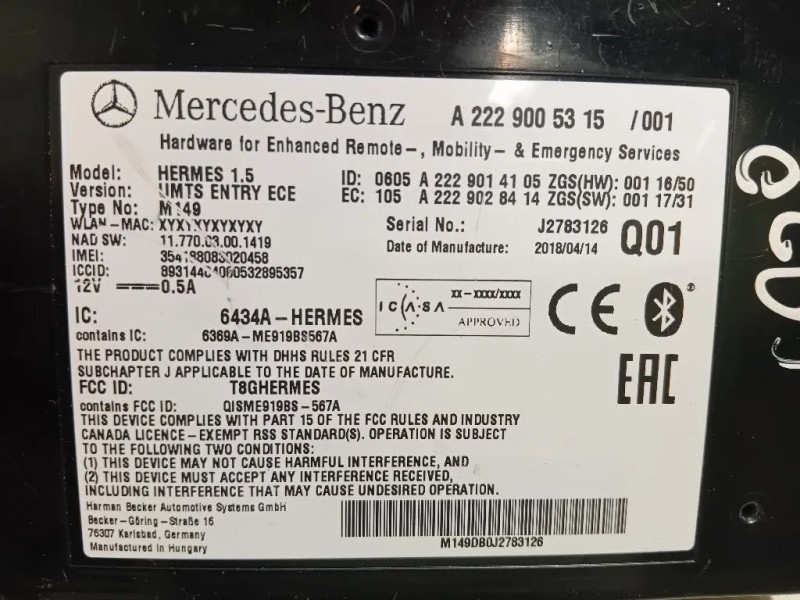 Mercedes-Benz A 222 900 53 15 /001
Hardware for Enhanced Remote-, Mobility- & Emergency Services
Model: HERMES 1.5 ID: 0605 A 222 901 41 05 ZGS(HW): 001 16/50
Version: UMTS ENTRY ECE EC: 105 A 222 902 84 14 ZGS(SW): 001 17/31
Type No: M149 Serial No.: J2783126 Q01
WLAN-MAC: XYXYXYXYXYXY
NAD SW: 11.770.03.00.1419 Date of Manufacture: 2018/04/14
IMEI:
ICCID:
12V 0.5A
IC: 6434A-HERMES
contains IC: 6369A-ME919BS567A
ICASA XX-XXXX/XXXX APPROVED
CE
EAC
THE PRODUCT COMPLIES WITH DHHS RULES 21 CFR
SUBCHAPTER J APPLICABLE TO THE DATE OF MANUFACTURE.
FCC ID: T8GHERMES
contains FCC ID: QISME919BS-567A
THIS DEVICE COMPLIES WITH PART 15 OF THE FCC RULES AND INDUSTRY
CANADA LICENCE-EXEMPT RSS STANDARD(S). OPERATION IS SUBJECT
TO THE FOLLOWING TWO CONDITIONS:
(1) THIS DEVICE MAY NOT CAUSE HARMFUL INTERFERENCE, AND
(2) THIS DEVICE MUST ACCEPT ANY INTERFERENCE RECEIVED,
INCLUDING INTERFERENCE THAT MAY CAUSE UNDESIRED OPERATION.
Harman Becker Automotive Systems GmbH
Becker-Göring-Straße 16
76307 Karlsbad, Germany
Manufactured in Hungary
M149DB0J2783126